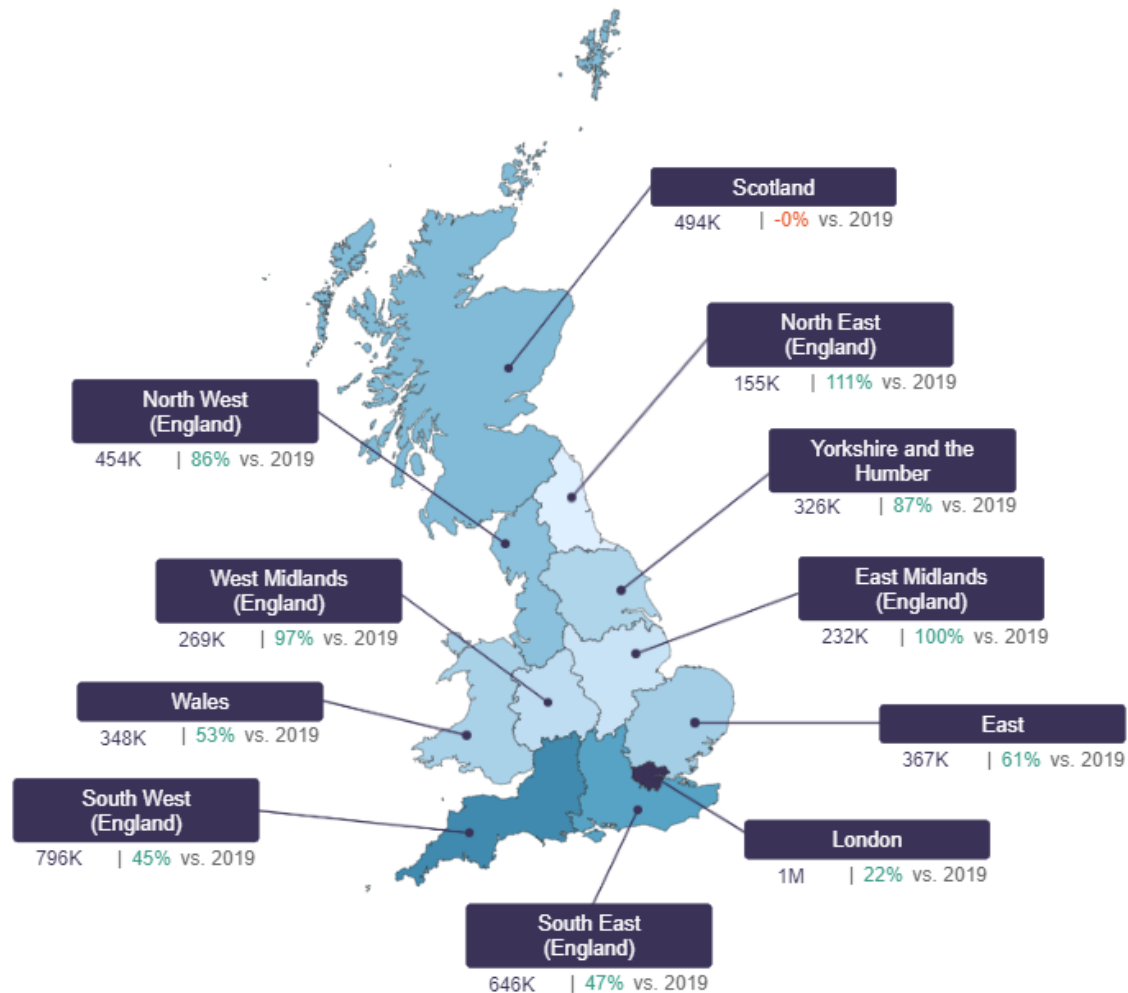 Scotland
494K | -0% vs. 2019
North East
(England)
155K | 111% vs. 2019
North West
(England)
454K | 86% vs. 2019
Yorkshire and the
Humber
326K | 87% vs. 2019
West Midlands
(England)
269K | 97% vs. 2019
East Midlands
(England)
232K | 100% vs. 2019
Wales
348K | 53% vs. 2019
East
367K | 61% vs. 2019
South West
(England)
796K | 45% vs. 2019
London
1M | 22% vs. 2019
South East
(England)
646K | 47% vs. 2019